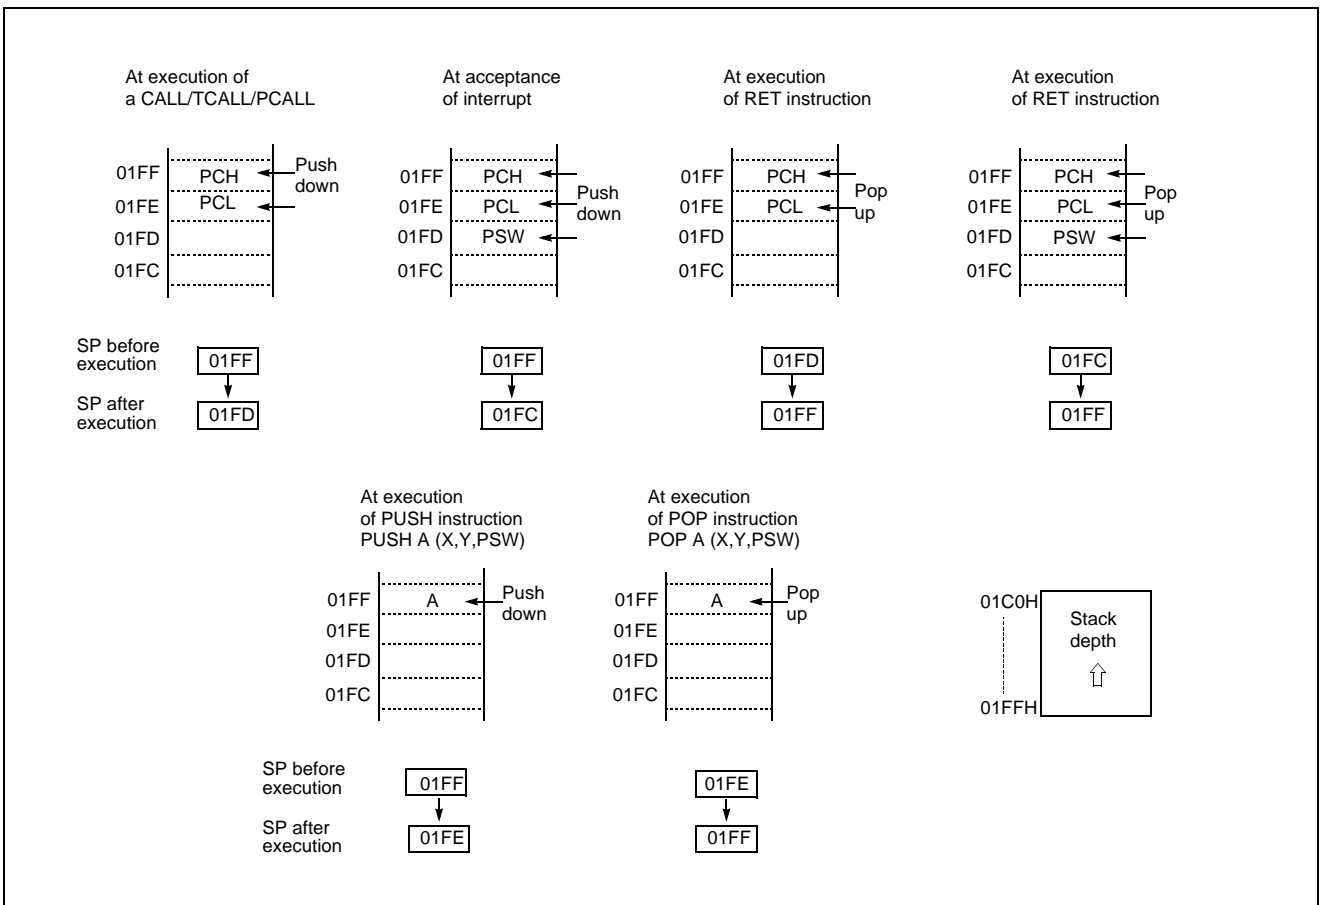 At execution of
a CALL/TCALL/PCALL
01FF PCH Push
down
01FE PCL
01FD
01FC
At acceptance
of interrupt
01FF PCH
01FE PCL Push
down
01FD PSW
01FC
At execution
of RET instruction
01FF PCH
01FE PCL Pop
up
01FD
01FC
At execution
of RET instruction
01FF PCH
01FE PCL Pop
up
01FD PSW
01FC
SP before
execution
01FF 01FF 01FD 01FC
SP after
execution
01FD 01FC 01FF 01FF
At execution
of PUSH instruction
PUSH A (X,Y,PSW)
01FF A Push
down
01FE
01FD
01FC
At execution
of POP instruction
POP A (X,Y,PSW)
01FF A Pop
up
01FE
01FD
01FC
01C0H
Stack
depth
01FFH
SP before
execution
01FF 01FE
SP after
execution
01FE 01FF